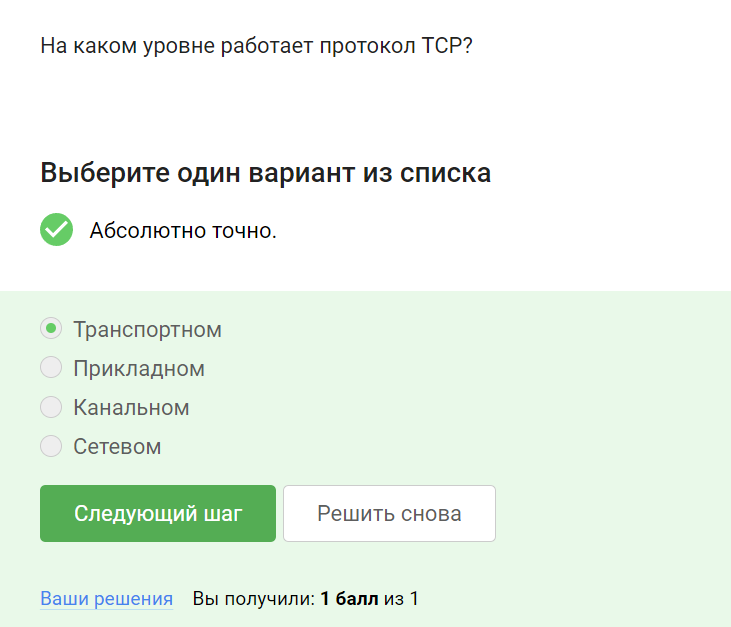 На каком уровне работает протокол TCP?
Выберите один вариант из списка
Абсолютно точно.
Транспортном
Прикладном
Канальном
Сетевом
Следующий шаг
Решить снова
Ваши решения Вы получили: 1 балл из 1